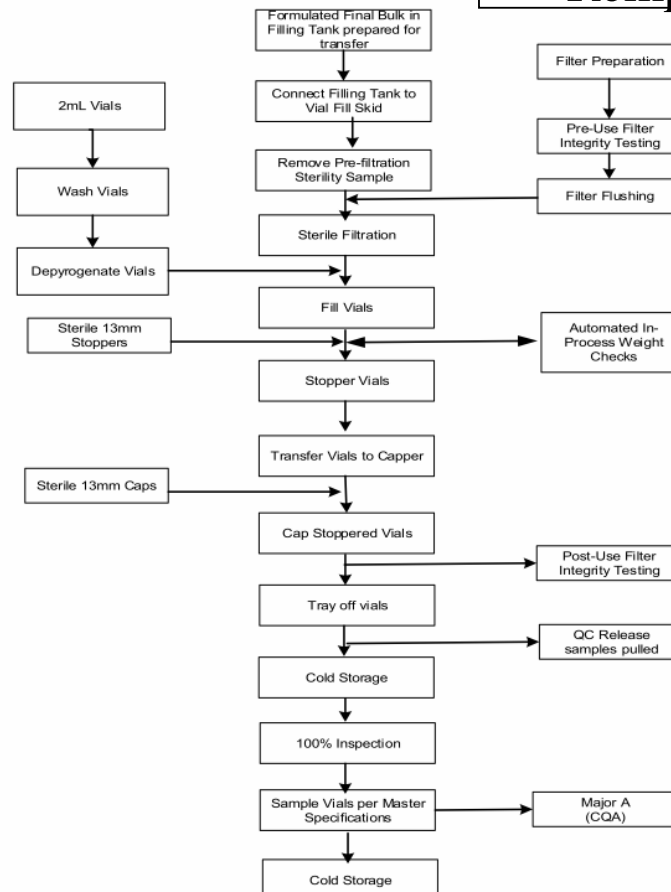 Formulated Final Bulk in
Filling Tank prepared for
transfer
Filter Preparation
2mL Vials
Connect Filling Tank to
Vial Fill Skid
Pre-Use Filter
Integrity Testing
Remove Pre-filtration
Sterility Sample
Wash Vials
Filter Flushing
Sterile Filtration
Depyrogenate Vials
Fill Vials
Sterile 13mm
Stoppers
Automated In-
Process Weight
Checks
Stopper Vials
Transfer Vials to Capper
Sterile 13mm Caps
Cap Stoppered Vials
Post-Use Filter
Integrity Testing
Tray off vials
QC Release
samples pulled
Cold Storage
100% Inspection
Sample Vials per Master
Specifications
Major A
(CQA)
Cold Storage